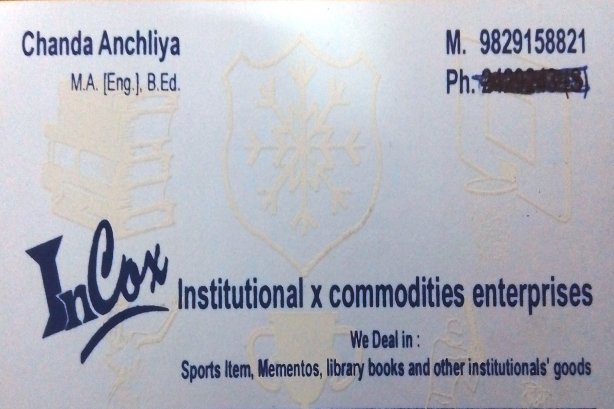 Chanda Anchliya
M.A. [Eng.], B.Ed.
M. 9829158821
Ph.
InCox
Institutional x commodities enterprises
We Deal in :
Sports Item, Mementos, library books and other institutionals' goods